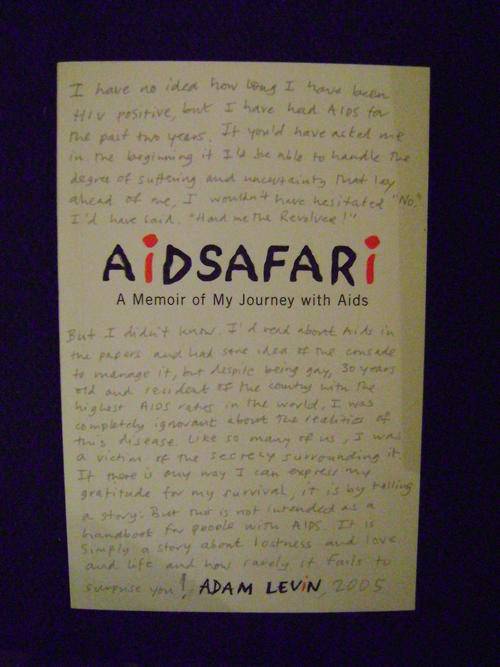 I have no idea how long I have been
HIV positive, but I have had AIDS for
the past two years. If you'd have asked me
in the beginning if I'd be able to handle the
degree of suffering and uncertainty that lay
ahead of me, I wouldn't have hesitated "No,"
I'd have said. "Hand me the Revolver!"
AiDSAFARi
A Memoir of My Journey with Aids
But I didn't know. I'd read about Aids in
the papers and had some idea of the crusade
to manage it, but despite being gay, 30 years
old and resident of the country with the
highest AIDS rates in the world, I was
completely ignorant about the realities of
this disease. Like so many of us, I was
a victim of the secrecy surrounding it.
If there is any way I can express my
gratitude for my survival, it is by telling
a story. But this is not intended as a
handbook for people with AIDS. It is
simply a story about lostness and love
and life and how rarely it fails to
surprise you! ADAM LEViN 2005